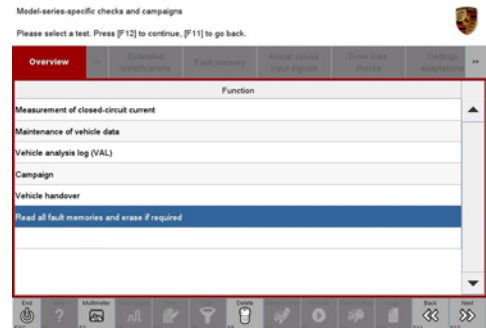 Model-series-specific checks and campaigns
Please select a test. Press [F12] to continue, [F11] to go back.
Overview
Extended
identifications
Fault memory
Actual values
input signals
Drive links
checks
Codings
adaptations
Function
Measurement of closed-circuit current
Maintenance of vehicle data
Vehicle analysis log (VAL)
Campaign
Vehicle handover
Read all fault memories and erase if required
End
Multimeter
Delete
Back
Next